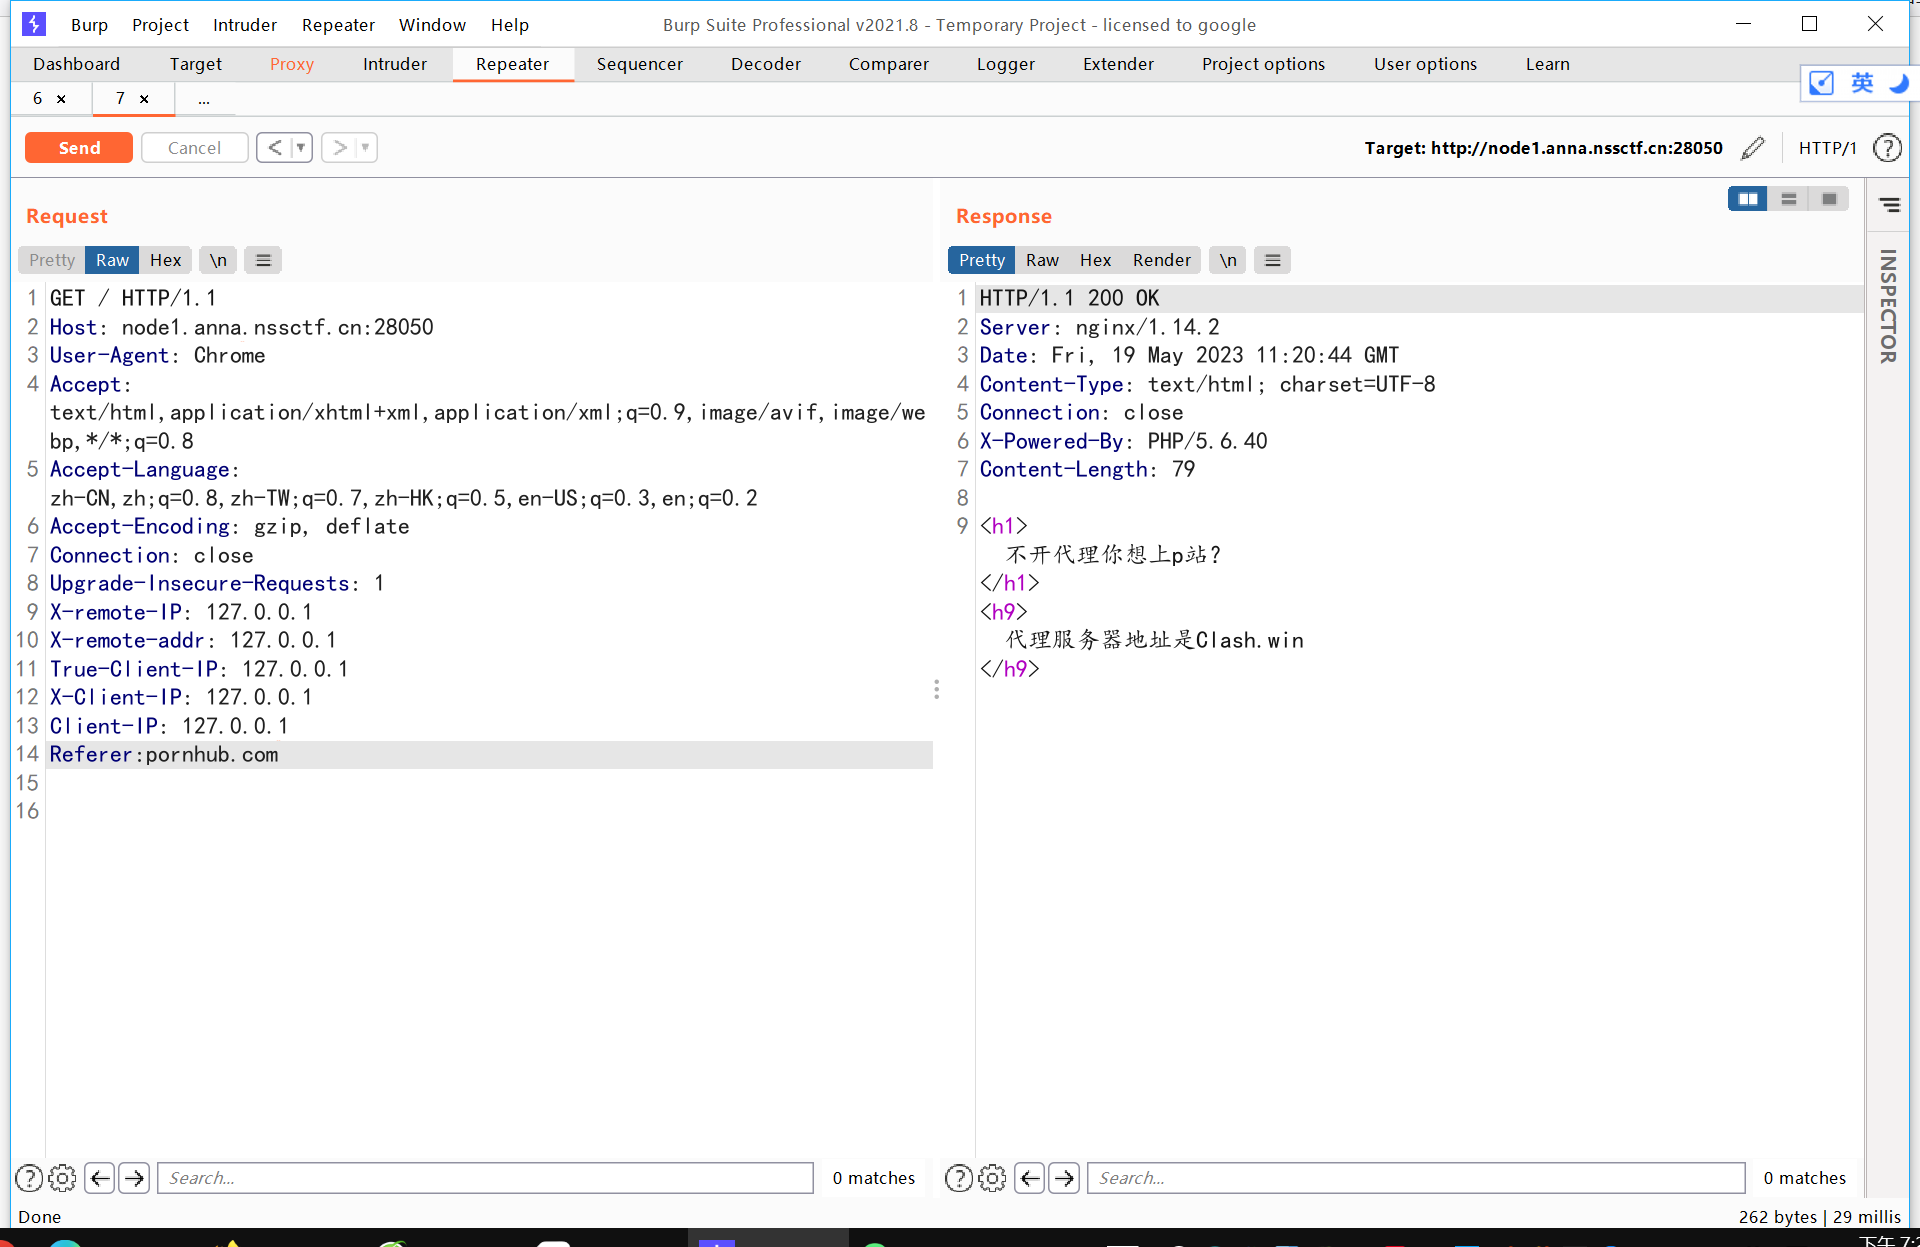 Burp Project Intruder Repeater Window Help Burp Suite Professional v2021.8 - Temporary Project - licensed to google
Dashboard Target Proxy Intruder Repeater Sequencer Decoder Comparer Logger Extender Project options User options Learn
6 × 7 × ...
英
Send Cancel < ▼ > ▼ Target: http://node1.anna.nssctf.cn:28050 HTTP/1 ?
Request
Pretty Raw Hex \n
1 GET / HTTP/1.1
2 Host: node1.anna.nssctf.cn:28050
3 User-Agent: Chrome
4 Accept:
text/html,application/xhtml+xml,application/xml;q=0.9,image/avif,image/we
bp,*/*;q=0.8
5 Accept-Language:
zh-CN,zh;q=0.8,zh-TW;q=0.7,zh-HK;q=0.5,en-US;q=0.3,en;q=0.2
6 Accept-Encoding: gzip, deflate
7 Connection: close
8 Upgrade-Insecure-Requests: 1
9 X-remote-IP: 127.0.0.1
10 X-remote-addr: 127.0.0.1
11 True-Client-IP: 127.0.0.1
12 X-Client-IP: 127.0.0.1
13 Client-IP: 127.0.0.1
14 Referer:pornhub.com
15
16
? Search... 0 matches
Response
Pretty Raw Hex Render \n
1 HTTP/1.1 200 OK
2 Server: nginx/1.14.2
3 Date: Fri, 19 May 2023 11:20:44 GMT
4 Content-Type: text/html; charset=UTF-8
5 Connection: close
6 X-Powered-By: PHP/5.6.40
7 Content-Length: 79
8
9 <h1>
不开代理你想上p站?
</h1>
<h9>
代理服务器地址是Clash.win
</h9>
? Search... 0 matches
INSPECTOR
Done 262 bytes | 29 millis
下午